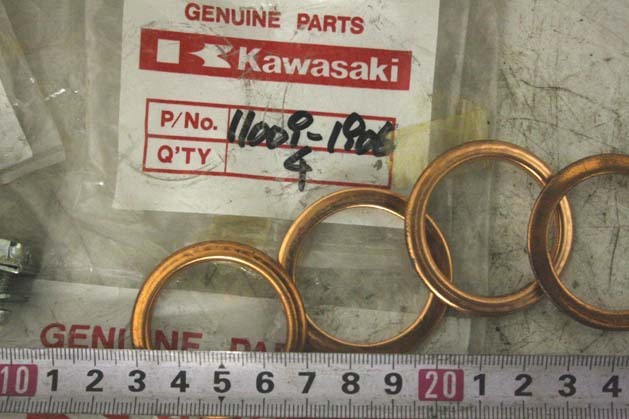 GENUINE PARTS
Kawasaki
P/No. 11009-1906
Q'TY 4
GENUINE PA
10 1 2 3 4 5 6 7 8 9 20 1 2 3 4